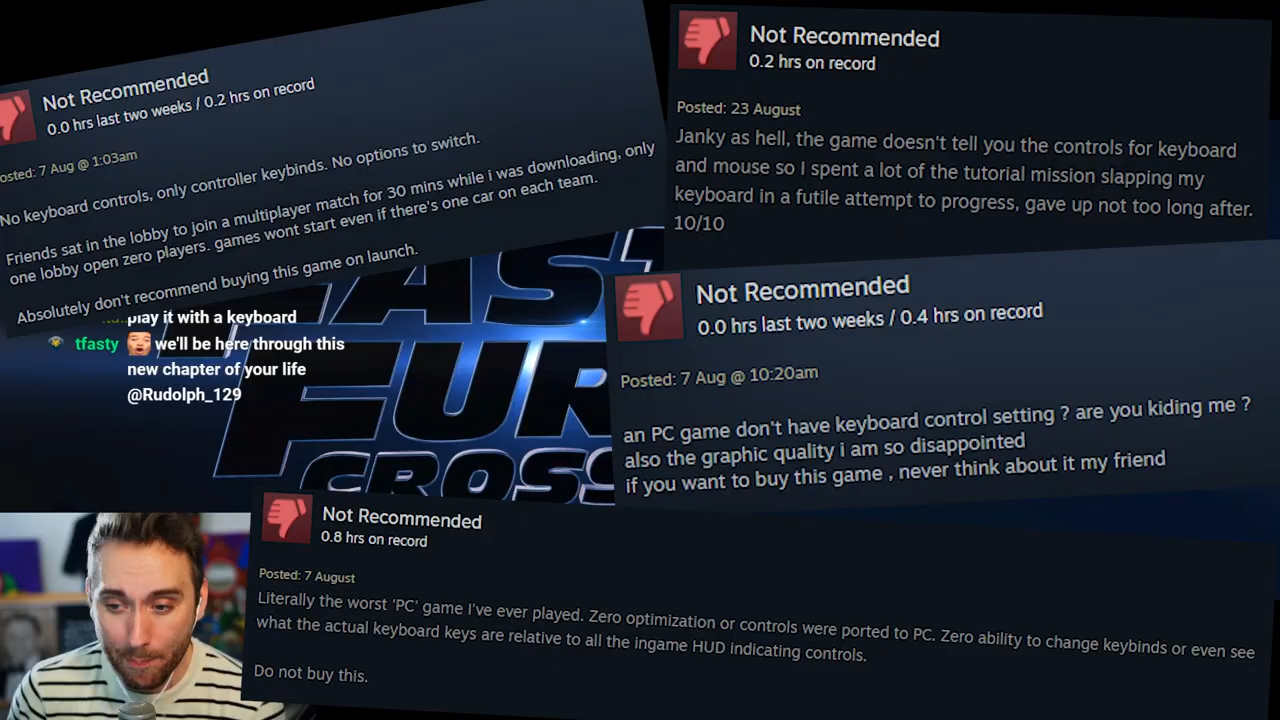 Not Recommended
0.0 hrs last two weeks / 0.2 hrs on record
osted: 7 Aug @ 1:03am
No keyboard controls, only controller keybinds. No options to switch.
Friends sat in the lobby to join a multiplayer match for 30 mins while i was downloading, only
one lobby open zero players. games wont start even if there's one car on each team.
Absolutely don't recommend buying this game on launch.
Not Recommended
0.2 hrs on record
Posted: 23 August
Janky as hell, the game doesn't tell you the controls for keyboard
and mouse so I spent a lot of the tutorial mission slapping my
keyboard in a futile attempt to progress, gave up not too long after.
10/10
play it with a keyboard
tfasty we'll be here through this
new chapter of your life
@Rudolph_129
FAST
FUR
CROSS
Not Recommended
0.0 hrs last two weeks / 0.4 hrs on record
Posted: 7 Aug @ 10:20am
an PC game don't have keyboard control setting ? are you kiding me ?
also the graphic quality i am so disappointed
if you want to buy this game , never think about it my friend
Not Recommended
0.8 hrs on record
Posted: 7 August
Literally the worst 'PC' game I've ever played. Zero optimization or controls were ported to PC. Zero ability to change keybinds or even see
what the actual keyboard keys are relative to all the ingame HUD indicating controls.
Do not buy this.